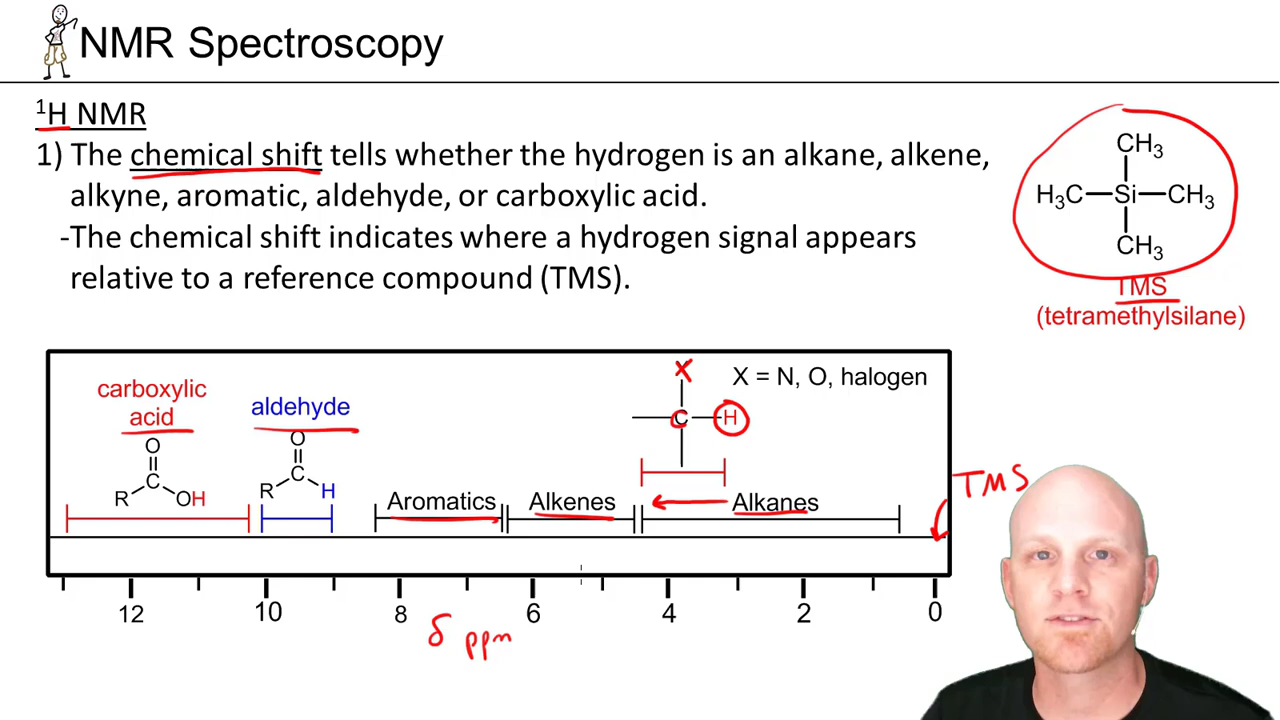 NMR Spectroscopy
¹H NMR
1) The chemical shift tells whether the hydrogen is an alkane, alkene,
alkyne, aromatic, aldehyde, or carboxylic acid.
-The chemical shift indicates where a hydrogen signal appears
relative to a reference compound (TMS).
CH₃
H₃C Si CH₃
CH₃
TMS
(tetramethylsilane)
carboxylic
acid
O
C
R OH
aldehyde
O
C
R H
Aromatics
Alkenes
X
C H
X = N, O, halogen
Alkanes
TMS
12 10 8 6 4 2 0
δ ppm